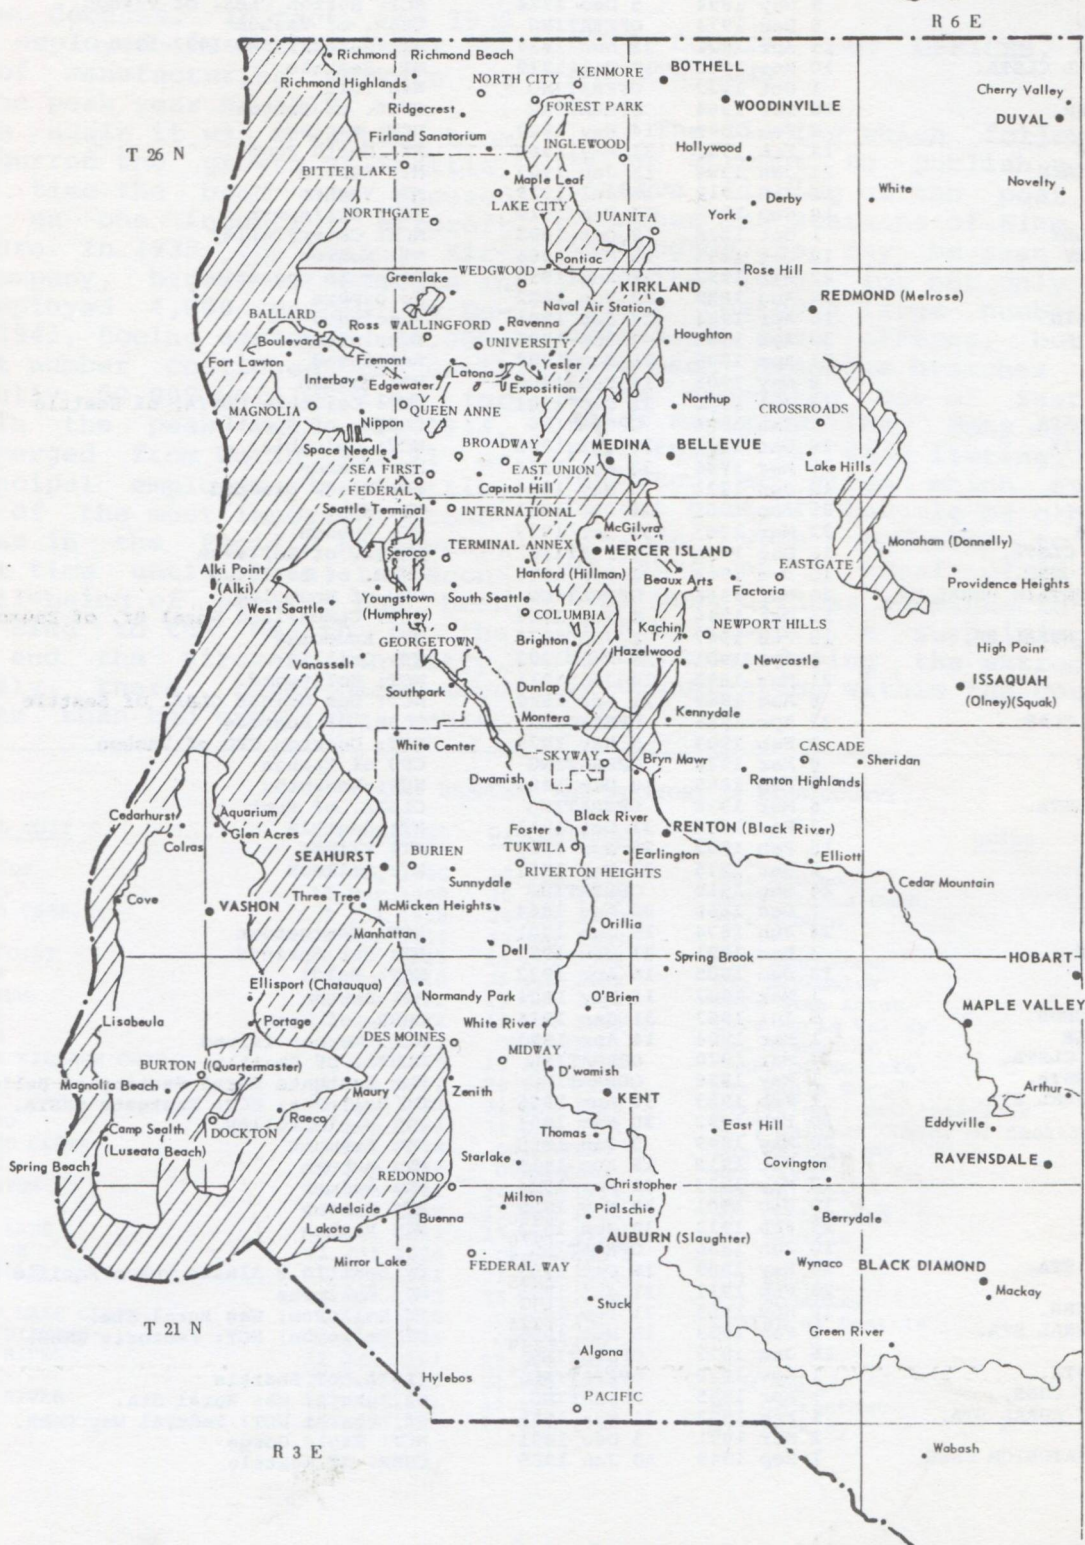 R 6 E
Richmond Richmond Beach
KENMORE
BOTHELL
Richmond Highlands
NORTH CITY
Cherry Valley
FOREST PARK
WOODINVILLE
Ridgecrest
DUVAL
Firland Sanatorium
INGLEWOOD
Hollywood
T 26 N
BITTER LAKE
Maple Leaf
White
Novelty
LAKE CITY
Derby
NORTHGATE
JUANITA
York
Pontiac
WEDGWOOD
Rose Hill
Greenlake
KIRKLAND
REDMOND (Melrose)
Naval Air Station
BALLARD
Ross
WALLINGFORD
Ravenna
Houghton
Boulevard
UNIVERSITY
Fort Lawton
Fremont
Latona
Yesler
Interbay
Edgewater
Exposition
Northup
MAGNOLIA
QUEEN ANNE
CROSSROADS
Nippon
BROADWAY
MEDINA
BELLEVUE
Space Needle
SEA FIRST
EAST UNION
Lake Hills
FEDERAL
Capitol Hill
Seattle Terminal
INTERNATIONAL
McGilvra
TERMINAL ANNEX
MERCER ISLAND
Monaham (Donnelly)
Seroco
EASTGATE
Alki Point
(Alki)
Hanford (Hillman)
Beaux Arts
Providence Heights
Factoria
West Seattle
Youngstown
(Humphrey)
South Seattle
COLUMBIA
Kachin
NEWPORT HILLS
GEORGETOWN
Brighton
High Point
Vanasselt
Hazelwood
Newcastle
ISSAQUAH
(Olney)(Squak)
Southpark
Dunlap
Montera
Kennydale
White Center
CASCADE
SKYWAY
Bryn Mawr
Sheridan
Dwamish
Renton Highlands
Cedarhurst
Aquarium
Glen Acres
Colras
Foster
Black River
RENTON (Black River)
TUKWILA
SEAHURST
BURIEN
Earlington
Elliott
RIVERTON HEIGHTS
Sunnydale
Cedar Mountain
Cove
VASHON
Three Tree
McMicken Heights
Orillia
Manhattan
Dell
HOBART
Spring Brook
Ellisport (Chatauqua)
Normandy Park
O'Brien
MAPLE VALLEY
Lisabeula
Portage
White River
DES MOINES
MIDWAY
BURTON (Quartermaster)
D'wamish
Magnolia Beach
Maury
Zenith
KENT
Arthur
Raeco
Camp Sealth
(Luseata Beach)
DOCKTON
Thomas
East Hill
Eddyville
Spring Beach
Starlake
Covington
RAVENSDALE
REDONDO
Christopher
Milton
Adelaide
Buenna
Pialschie
Berrydale
Lakota
AUBURN (Slaughter)
Mirror Lake
FEDERAL WAY
Wynaco
BLACK DIAMOND
Mackay
Stuck
T 21 N
Green River
Algona
Hylebos
PACIFIC
Wabash
R 3 E